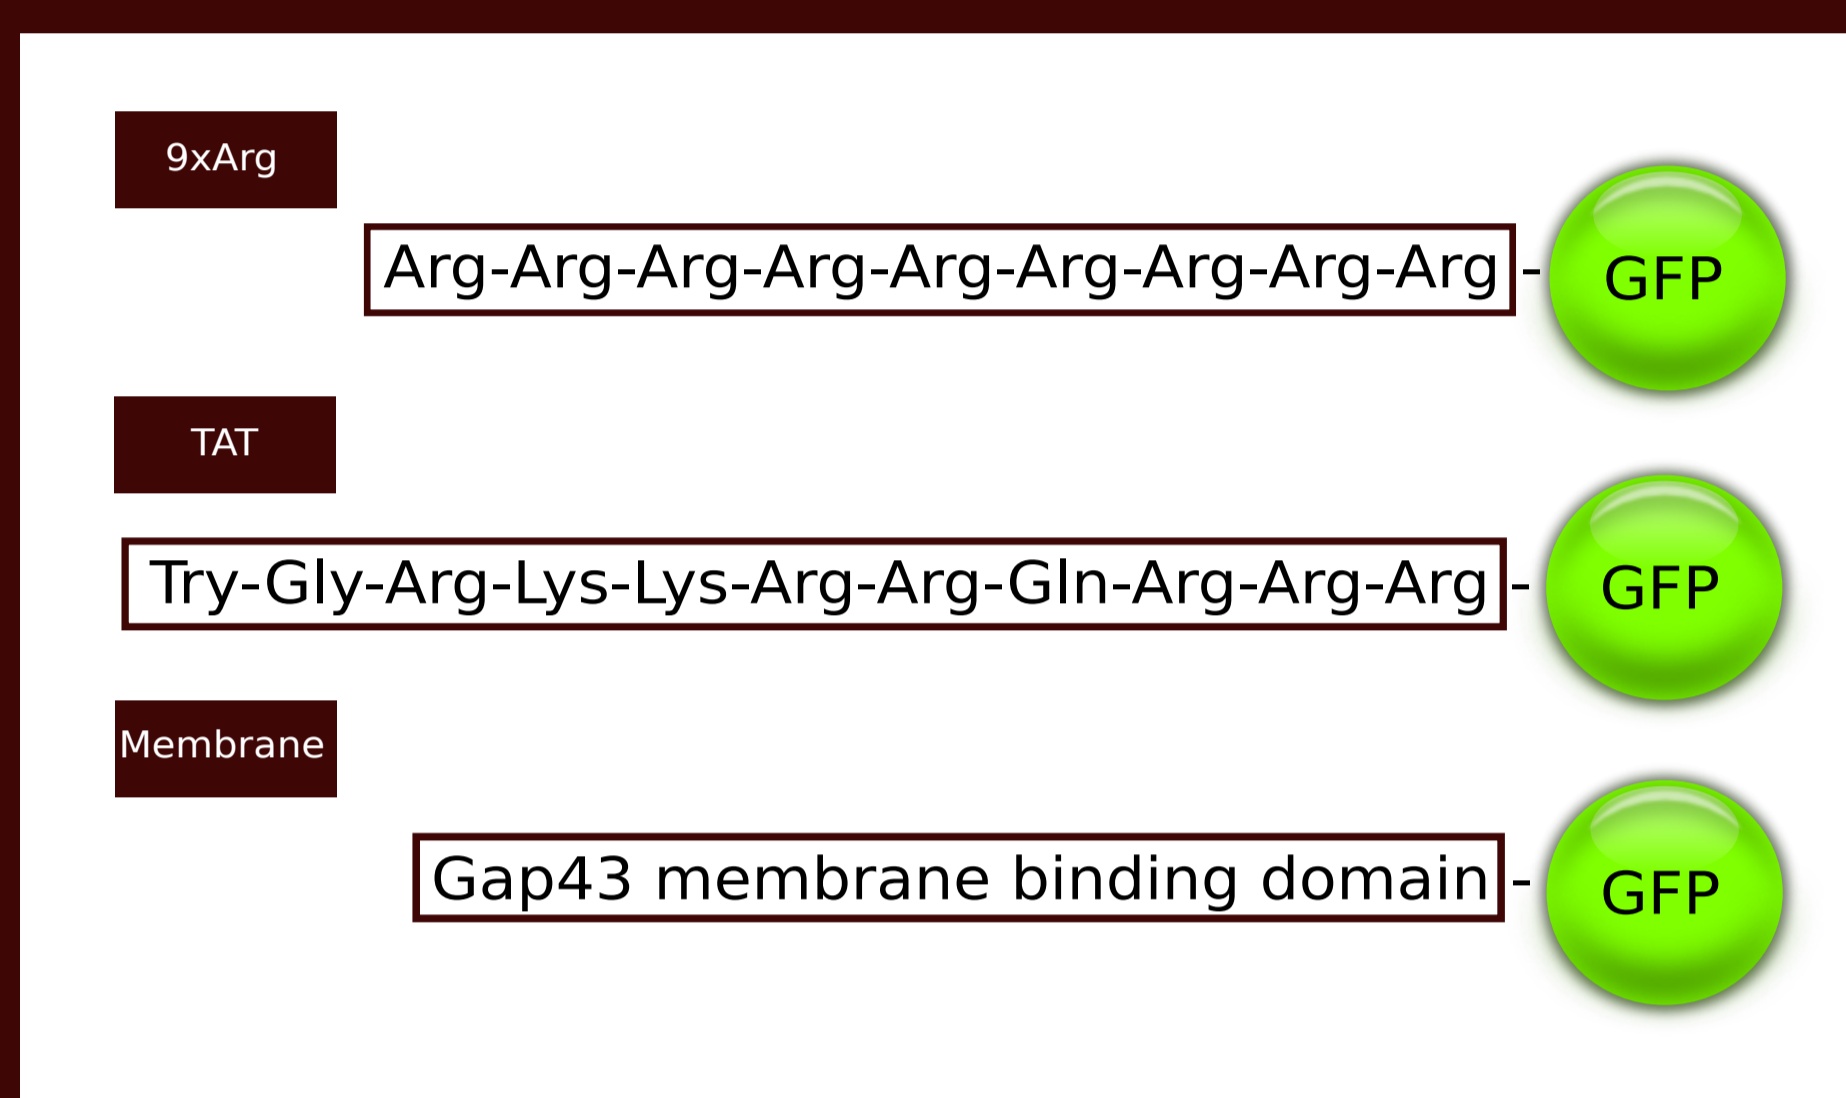 9xArg
Arg-Arg-Arg-Arg-Arg-Arg-Arg-Arg-Arg - GFP
TAT
Try-Gly-Arg-Lys-Lys-Arg-Arg-Gln-Arg-Arg-Arg - GFP
Membrane
Gap43 membrane binding domain - GFP